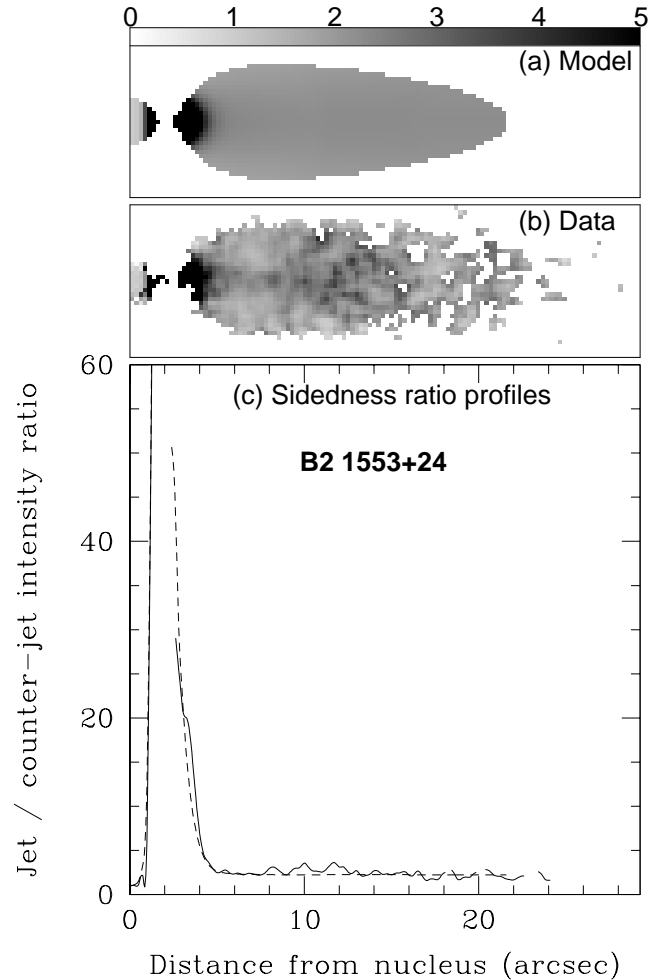 0 1 2 3 4 5
(a) Model
(b) Data
60
(c) Sidedness ratio profiles
B2 1553+24
40
20
0
Jet / counter−jet intensity ratio
0 10 20
Distance from nucleus (arcsec)